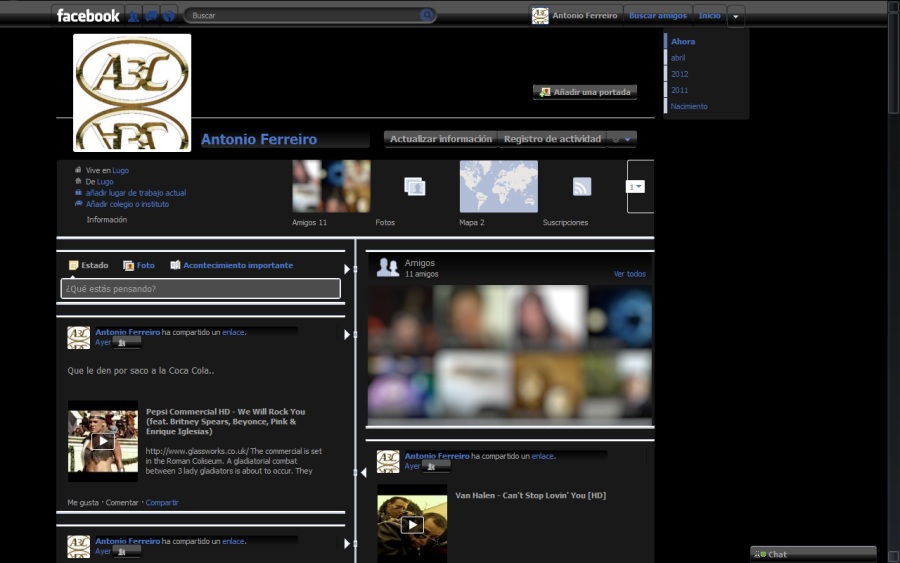 facebook
Buscar
Antonio Ferreiro
Buscar amigos
Inicio
Ahora
abril
2012
2011
Nacimiento
ABC
Añadir una portada
Antonio Ferreiro
Actualizar información
Registro de actividad
Vive en Lugo
De Lugo
añadir lugar de trabajo actual
Añadir colegio o instituto
Información
Amigos 11
Fotos
Mapa 2
Suscripciones
1
Estado
Foto
Acontecimiento importante
¿Qué estás pensando?
Amigos
11 amigos
Ver todos
Antonio Ferreiro ha compartido un enlace.
Ayer
Que le den por saco a la Coca Cola..
Pepsi Commercial HD - We Will Rock You
(feat. Britney Spears, Beyonce, Pink &
Enrique Iglesias)
http://www.glassworks.co.uk/ The commercial is set
in the Roman Coliseum. A gladiatorial combat
between 3 lady gladiators is about to occur. They
Me gusta · Comentar · Compartir
Antonio Ferreiro ha compartido un enlace.
Ayer
Van Halen - Can't Stop Lovin' You [HD]
Antonio Ferreiro ha compartido un enlace.
Ayer
Chat